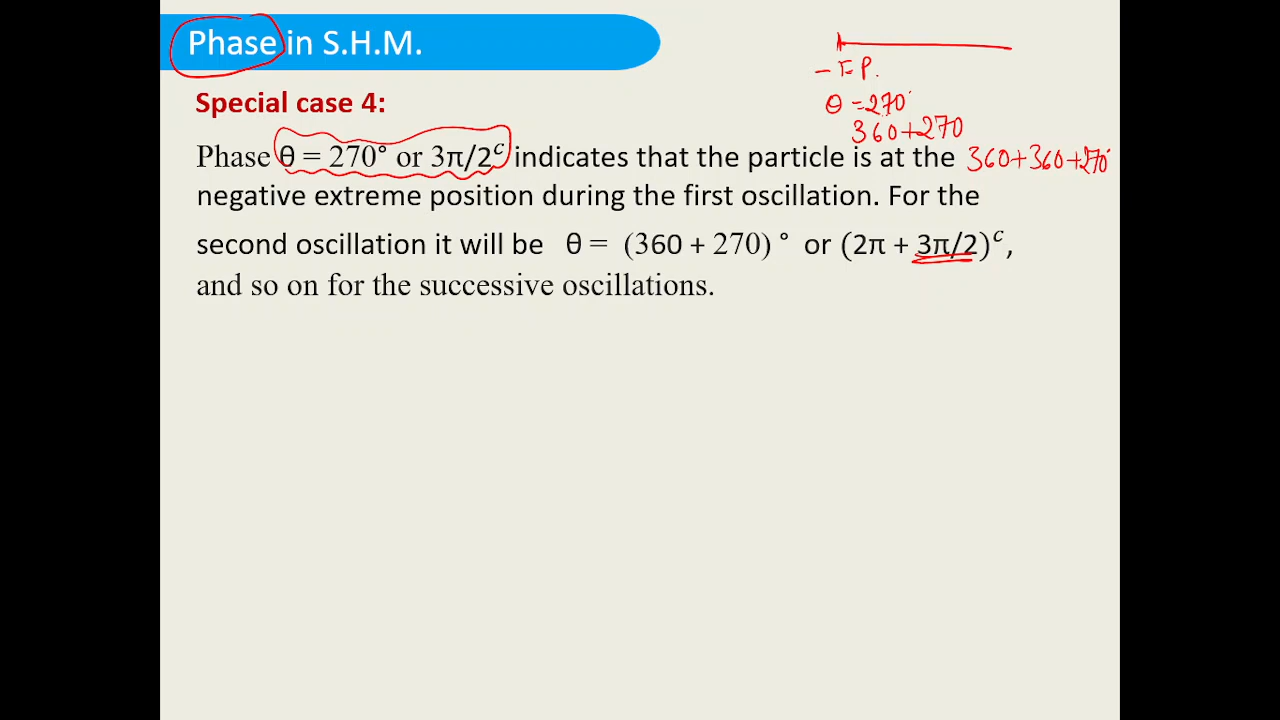 Phase in S.H.M.
– E P.
Special case 4:
θ = 270°
360+270
Phase θ = 270° or 3π/2ᶜ indicates that the particle is at the 360+360+270°
negative extreme position during the first oscillation. For the
second oscillation it will be θ = (360 + 270) ° or (2π + 3π/2)ᶜ,
and so on for the successive oscillations.